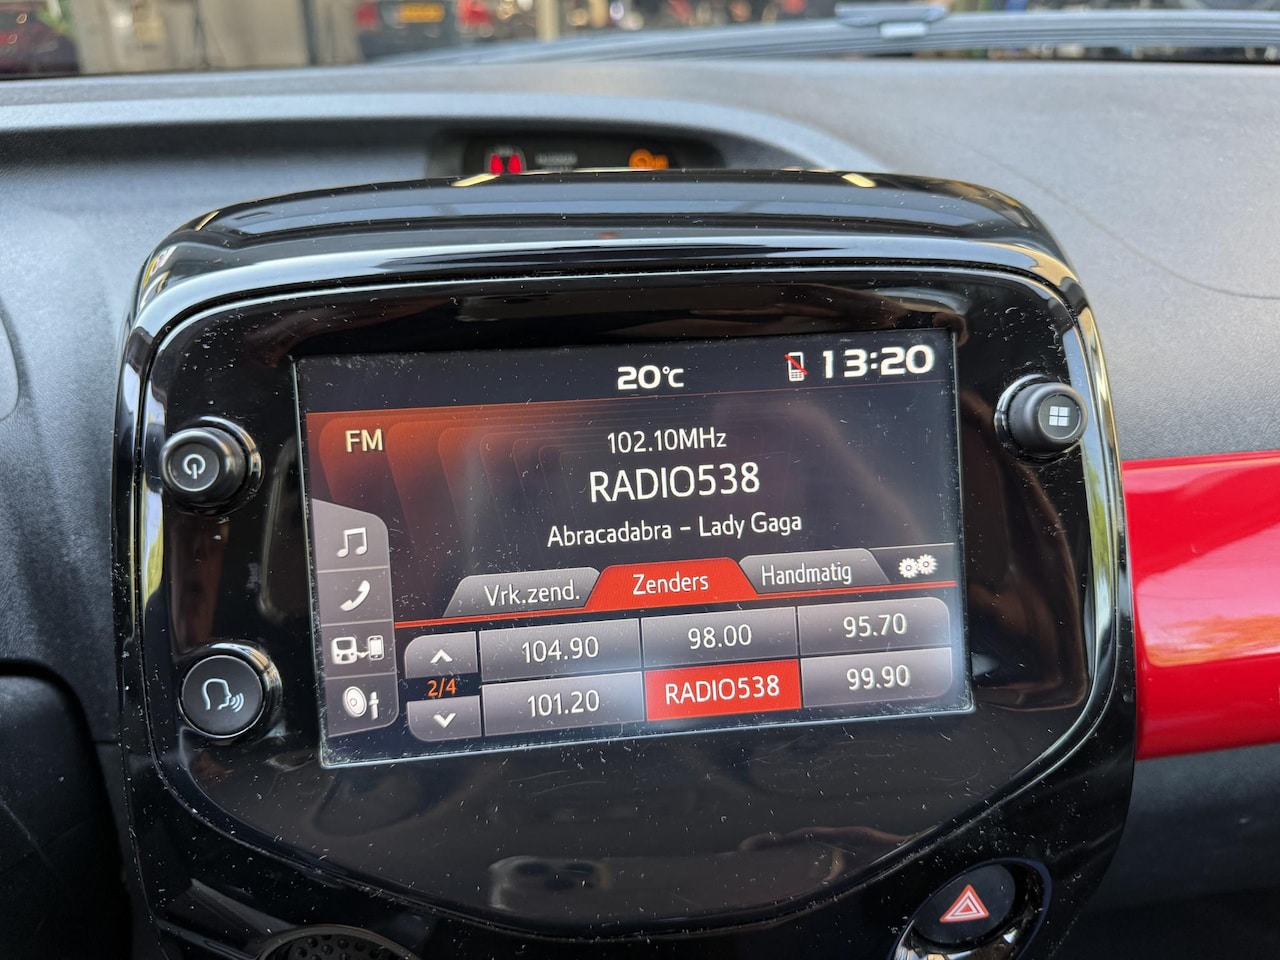 20°C 13:20
FM
102.10MHz
RADIO538
Abracadabra - Lady Gaga
Vrk.zend. Zenders Handmatig
104.90 98.00 95.70
2/4
101.20 RADIO538 99.90